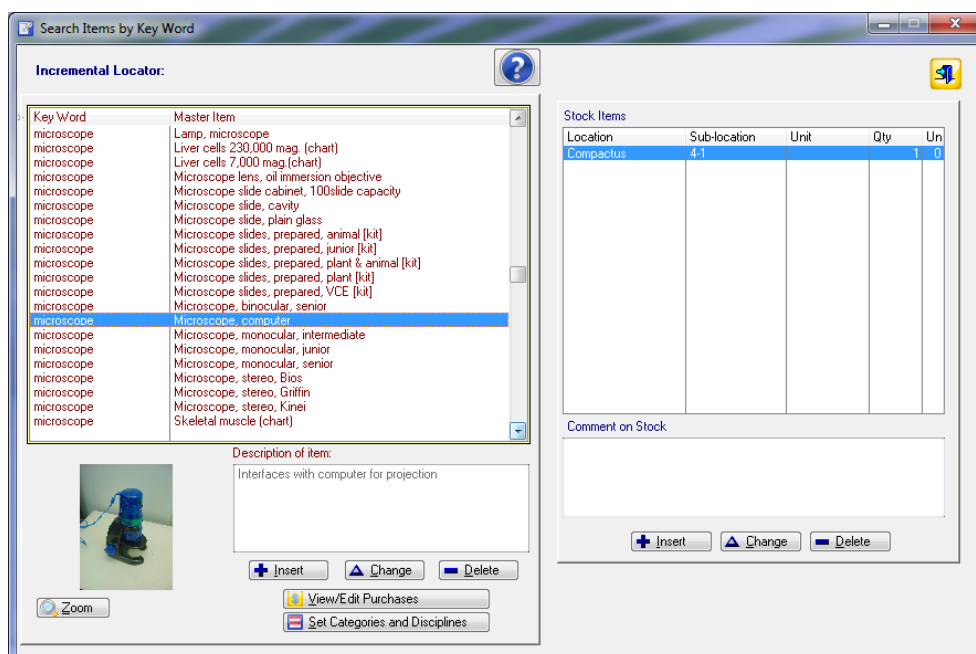 Search Items by Key Word
Incremental Locator:
Key Word Master Item
microscope Lamp, microscope
microscope Liver cells 230,000 mag. (chart)
microscope Liver cells 7,000 mag.(chart)
microscope Microscope lens, oil immersion objective
microscope Microscope slide cabinet, 100slide capacity
microscope Microscope slide, cavity
microscope Microscope slide, plain glass
microscope Microscope slides, prepared, animal [kit]
microscope Microscope slides, prepared, junior [kit]
microscope Microscope slides, prepared, plant & animal [kit]
microscope Microscope slides, prepared, plant [kit]
microscope Microscope slides, prepared, VCE [kit]
microscope Microscope, binocular, senior
microscope Microscope, computer
microscope Microscope, monocular, intermediate
microscope Microscope, monocular, junior
microscope Microscope, monocular, senior
microscope Microscope, stereo, Bios
microscope Microscope, stereo, Griffin
microscope Microscope, stereo, Kinei
microscope Skeletal muscle (chart)
Description of item:
Interfaces with computer for projection
Insert Change Delete
Zoom
View/Edit Purchases
Set Categories and Disciplines
Stock Items
Location Sub-location Unit Qty Un
Compactus 4-1 1 0
Comment on Stock
Insert Change Delete